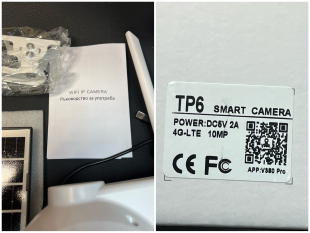 WIFI IP CAMERA
Ръководство за употреба
TP6 SMART CAMERA
POWER:DC5V 2A
4G-LTE 10MP
CE FC
APP:V380 Pro